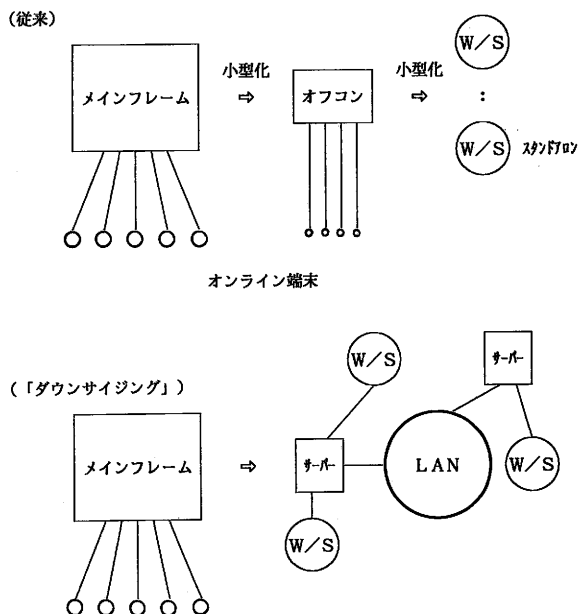 （従来）
メインフレーム
小型化
⇨
オフコン
小型化
⇨
W／S
：
W／S
ｽﾀﾝﾄﾞｱﾛﾝ
オンライン端末
（「ダウンサイジング」）
メインフレーム
⇨
W／S
ｻｰﾊﾞｰ
W／S
LAN
ｻｰﾊﾞｰ
W／S